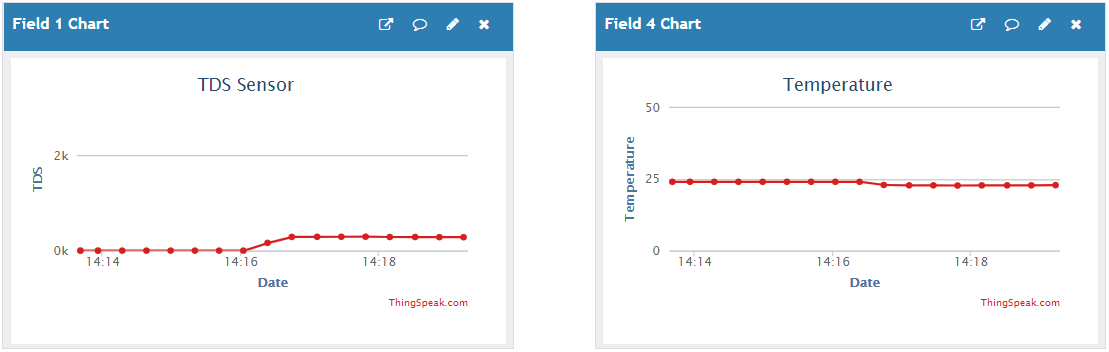 Field 1 Chart
TDS Sensor
TDS
2k
0k
14:14
14:16
14:18
Date
ThingSpeak.com
Field 4 Chart
Temperature
Temperature
50
25
0
14:14
14:16
14:18
Date
ThingSpeak.com